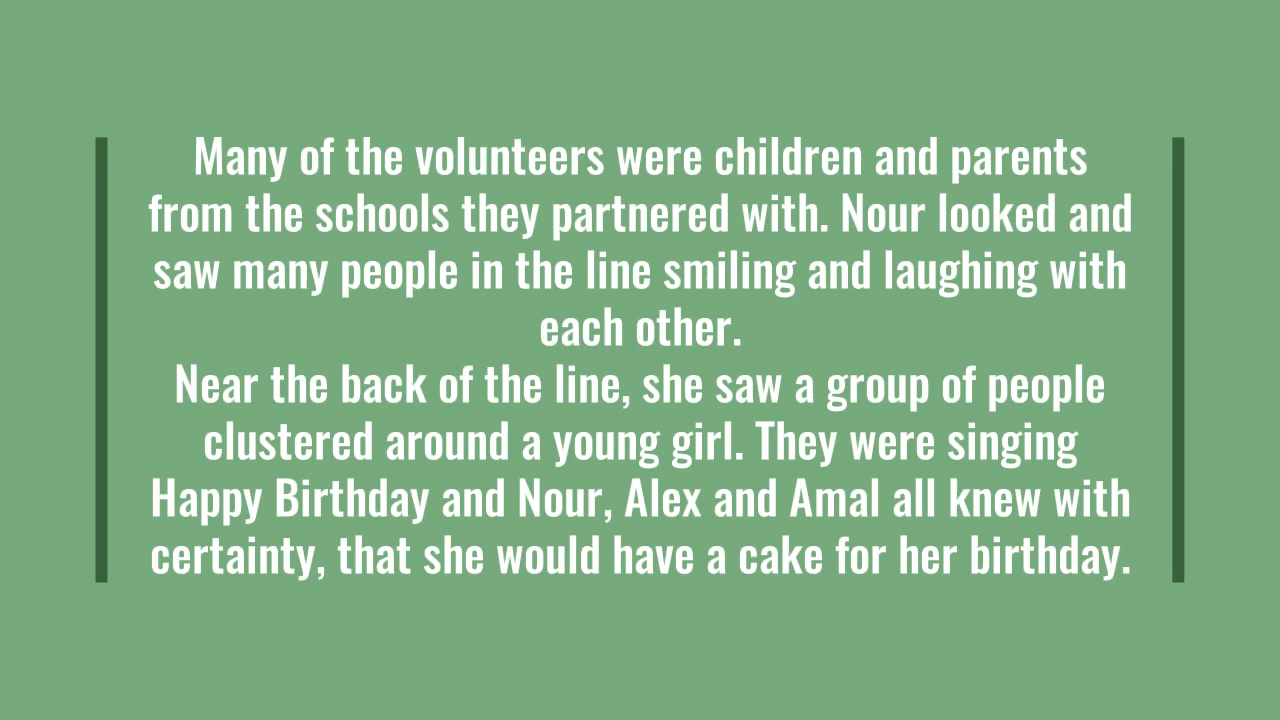 Many of the volunteers were children and parents
from the schools they partnered with. Nour looked and
saw many people in the line smiling and laughing with
each other.
Near the back of the line, she saw a group of people
clustered around a young girl. They were singing
Happy Birthday and Nour, Alex and Amal all knew with
certainty, that she would have a cake for her birthday.